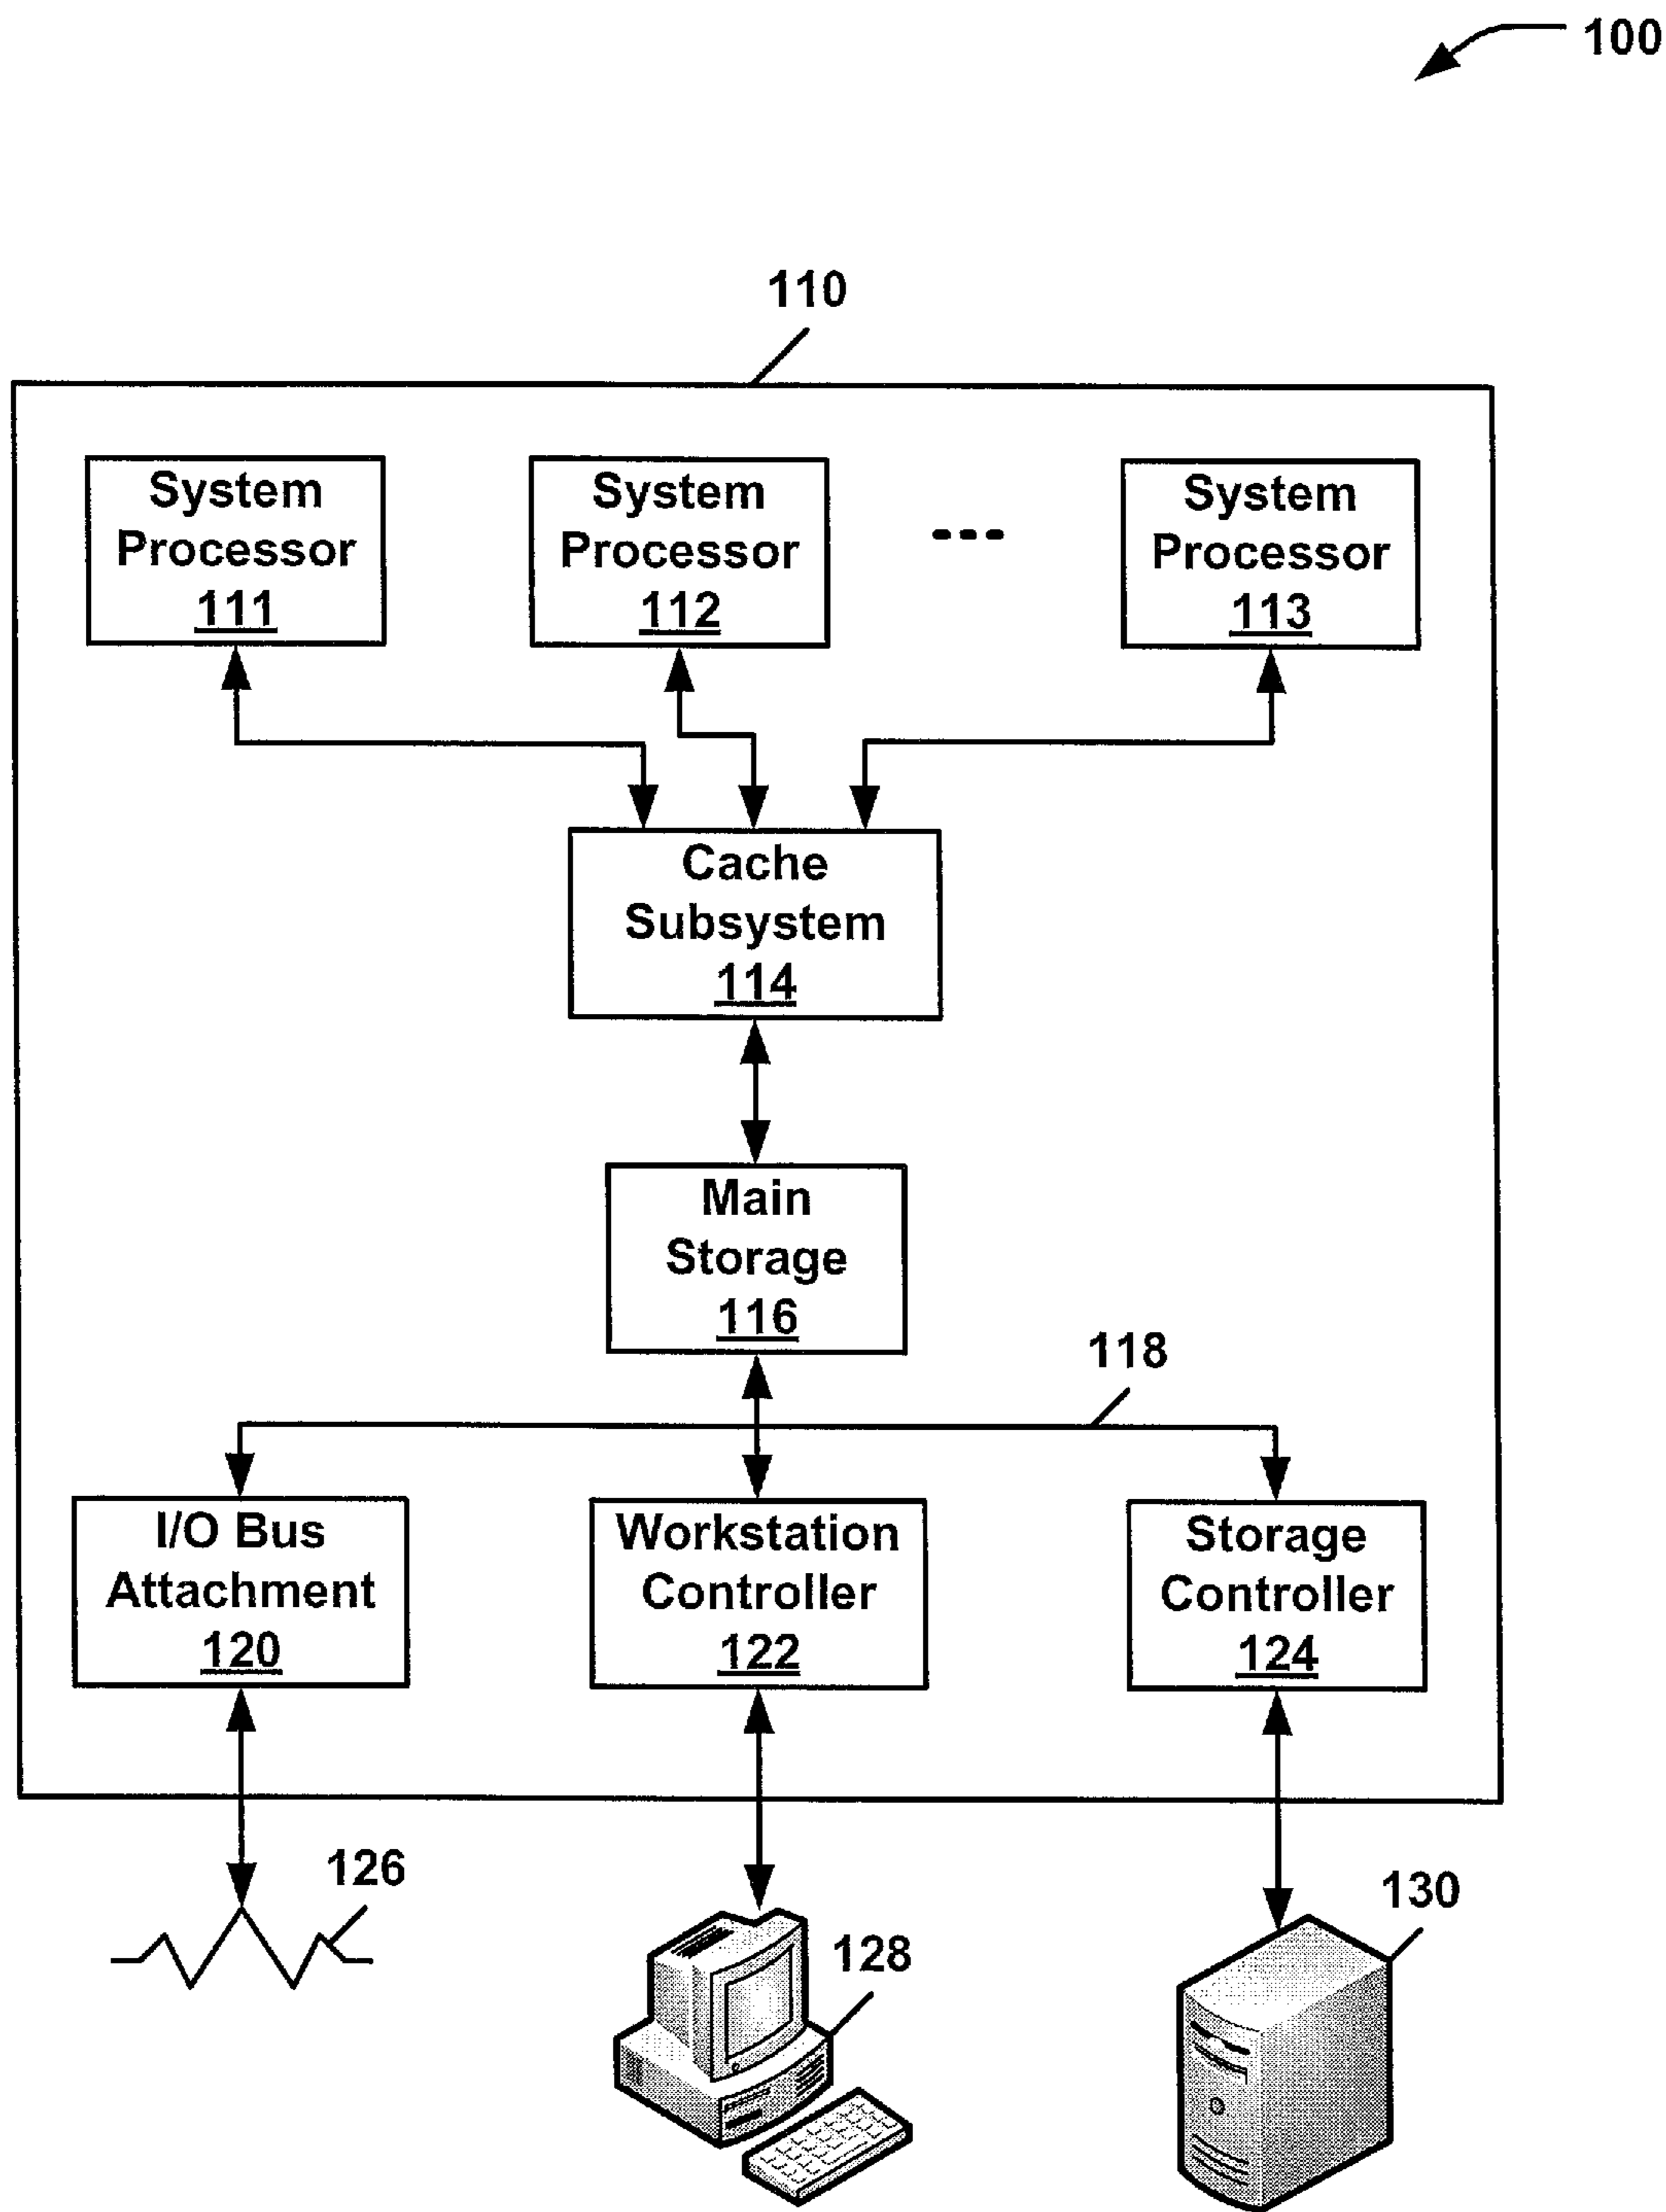 100
110
System
Processor
111
System
Processor
112
---
System
Processor
113
Cache
Subsystem
114
Main
Storage
116
118
I/O Bus
Attachment
120
Workstation
Controller
122
Storage
Controller
124
126
128
130